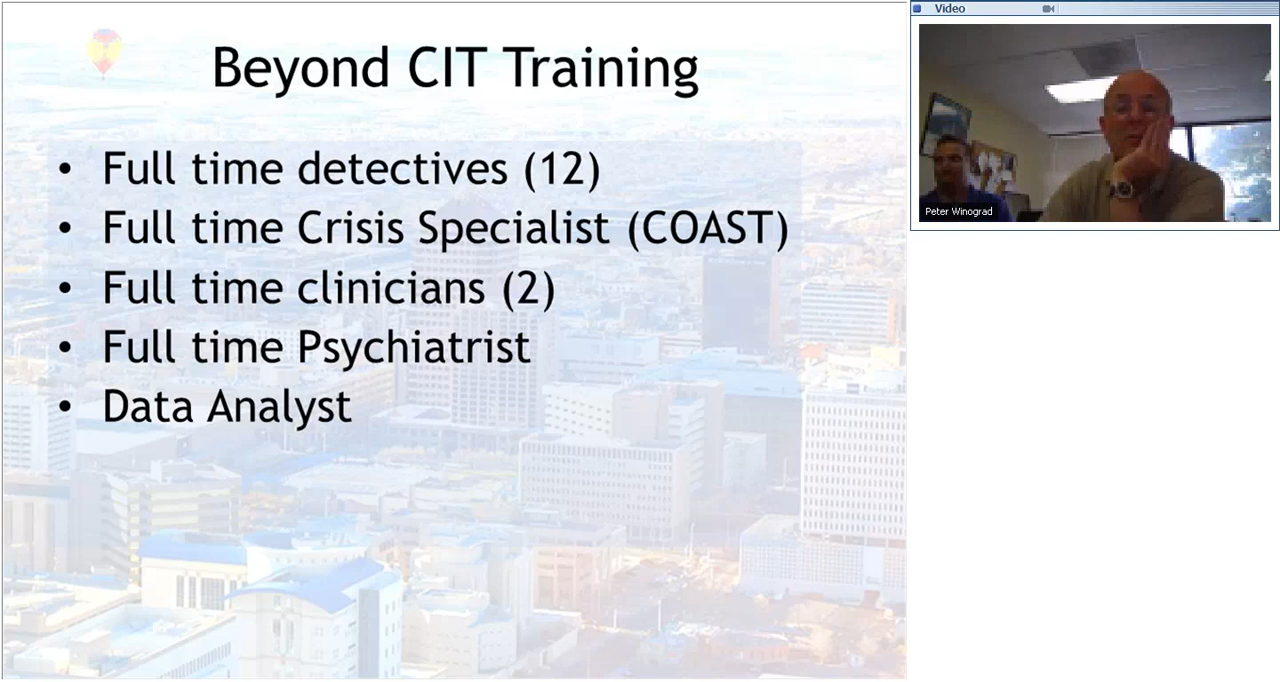 Beyond CIT Training
• Full time detectives (12)
• Full time Crisis Specialist (COAST)
• Full time clinicians (2)
• Full time Psychiatrist
• Data Analyst
Video
Peter Winograd